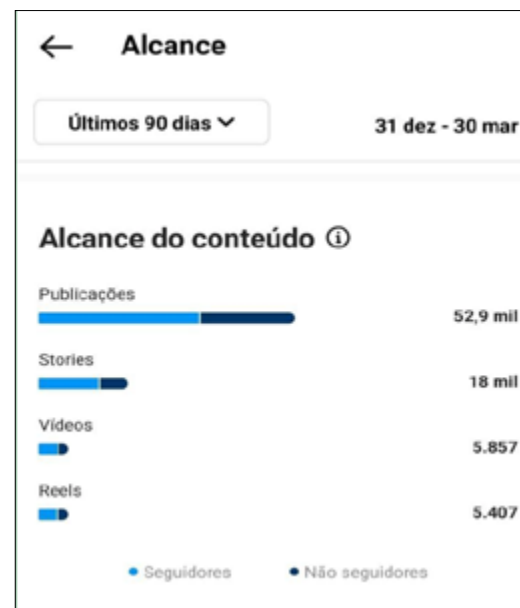 Alcance
Últimos 90 dias
31 dez - 30 mar
Alcance do conteúdo
Publicações
52,9 mil
Stories
18 mil
Vídeos
5.857
Reels
5.407
Seguidores
Não seguidores